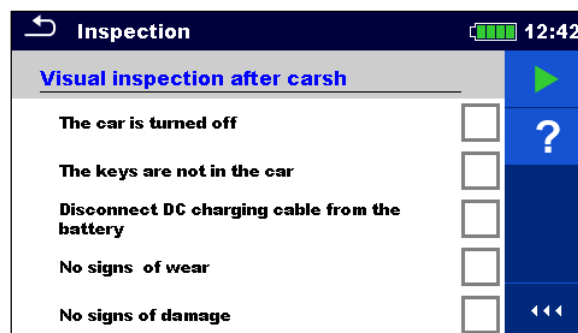 Inspection
12:42
Visual inspection after carsh
The car is turned off
?
The keys are not in the car
Disconnect DC charging cable from the
battery
No signs of wear
No signs of damage